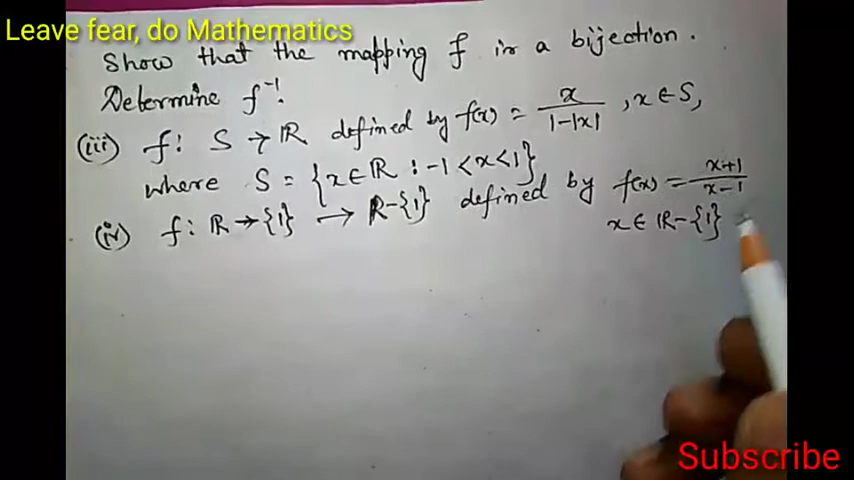 Leave fear, do Mathematics
Show that the mapping f is a bijection.
Determine f⁻¹.
(iii) f: S → ℝ defined by f(x) = x/(1-|x|), x ∈ S,
where S = {x ∈ ℝ : -1 < x < 1}
(iv) f: ℝ → {1} → ℝ-{1} defined by f(x) = (x+1)/(x-1)
x ∈ ℝ-{1}
Subscribe